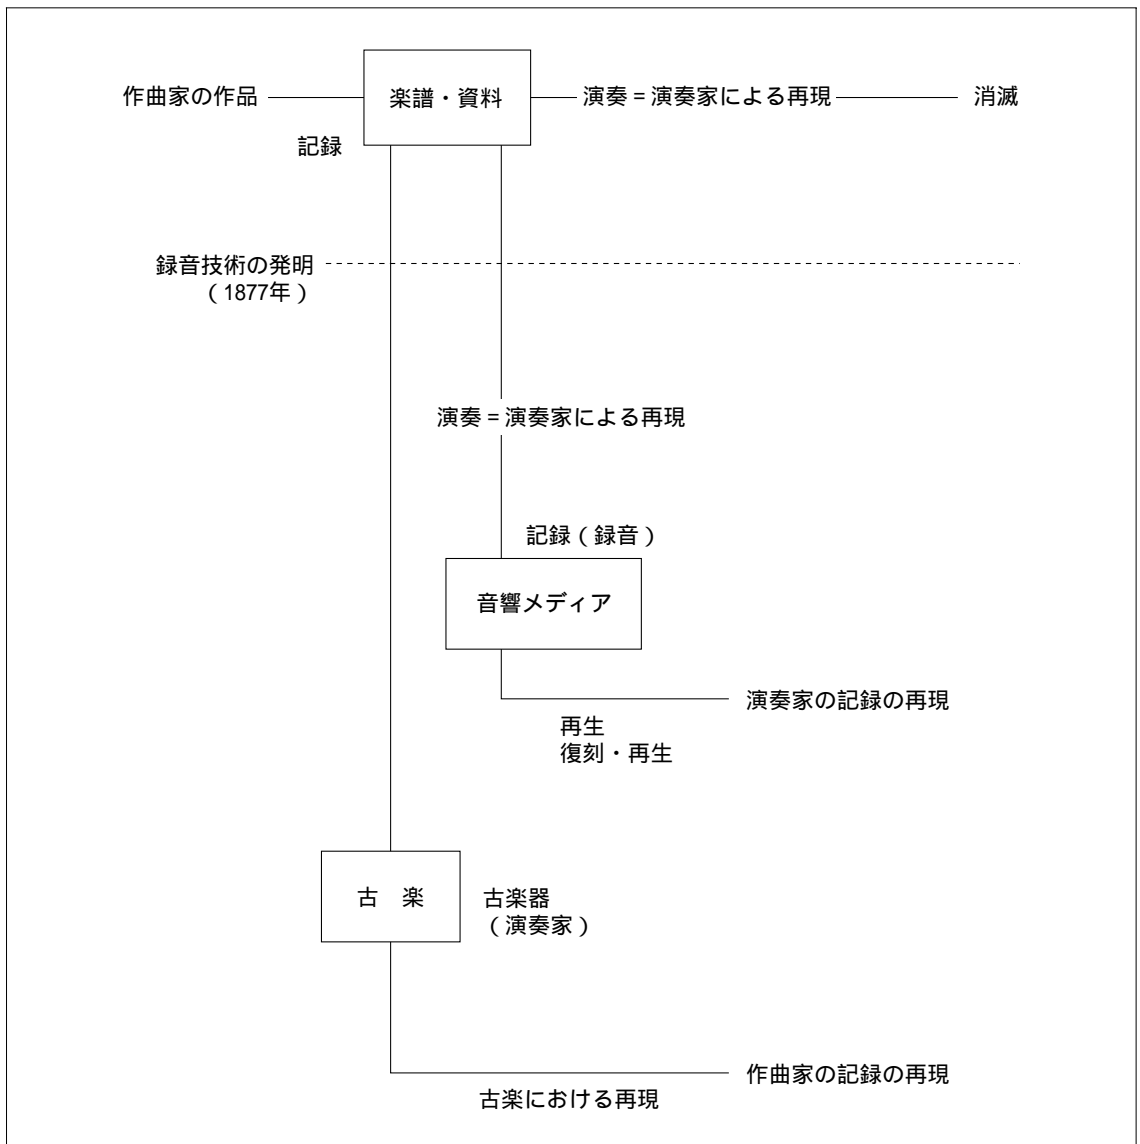 作曲家の作品
楽譜・資料
演奏 = 演奏家による再現
消滅
記録
録音技術の発明
（1877年）
演奏 = 演奏家による再現
記録（録音）
音響メディア
演奏家の記録の再現
再生
復刻・再生
古　楽
古楽器
（演奏家）
作曲家の記録の再現
古楽における再現